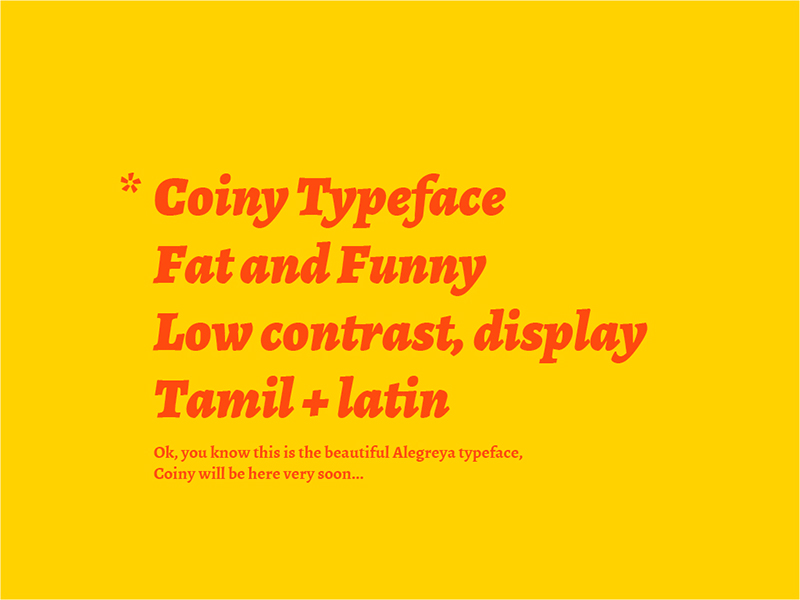 * Coiny Typeface
Fat and Funny
Low contrast, display
Tamil + latin
Ok, you know this is the beautiful Alegreya typeface,
Coiny will be here very soon...